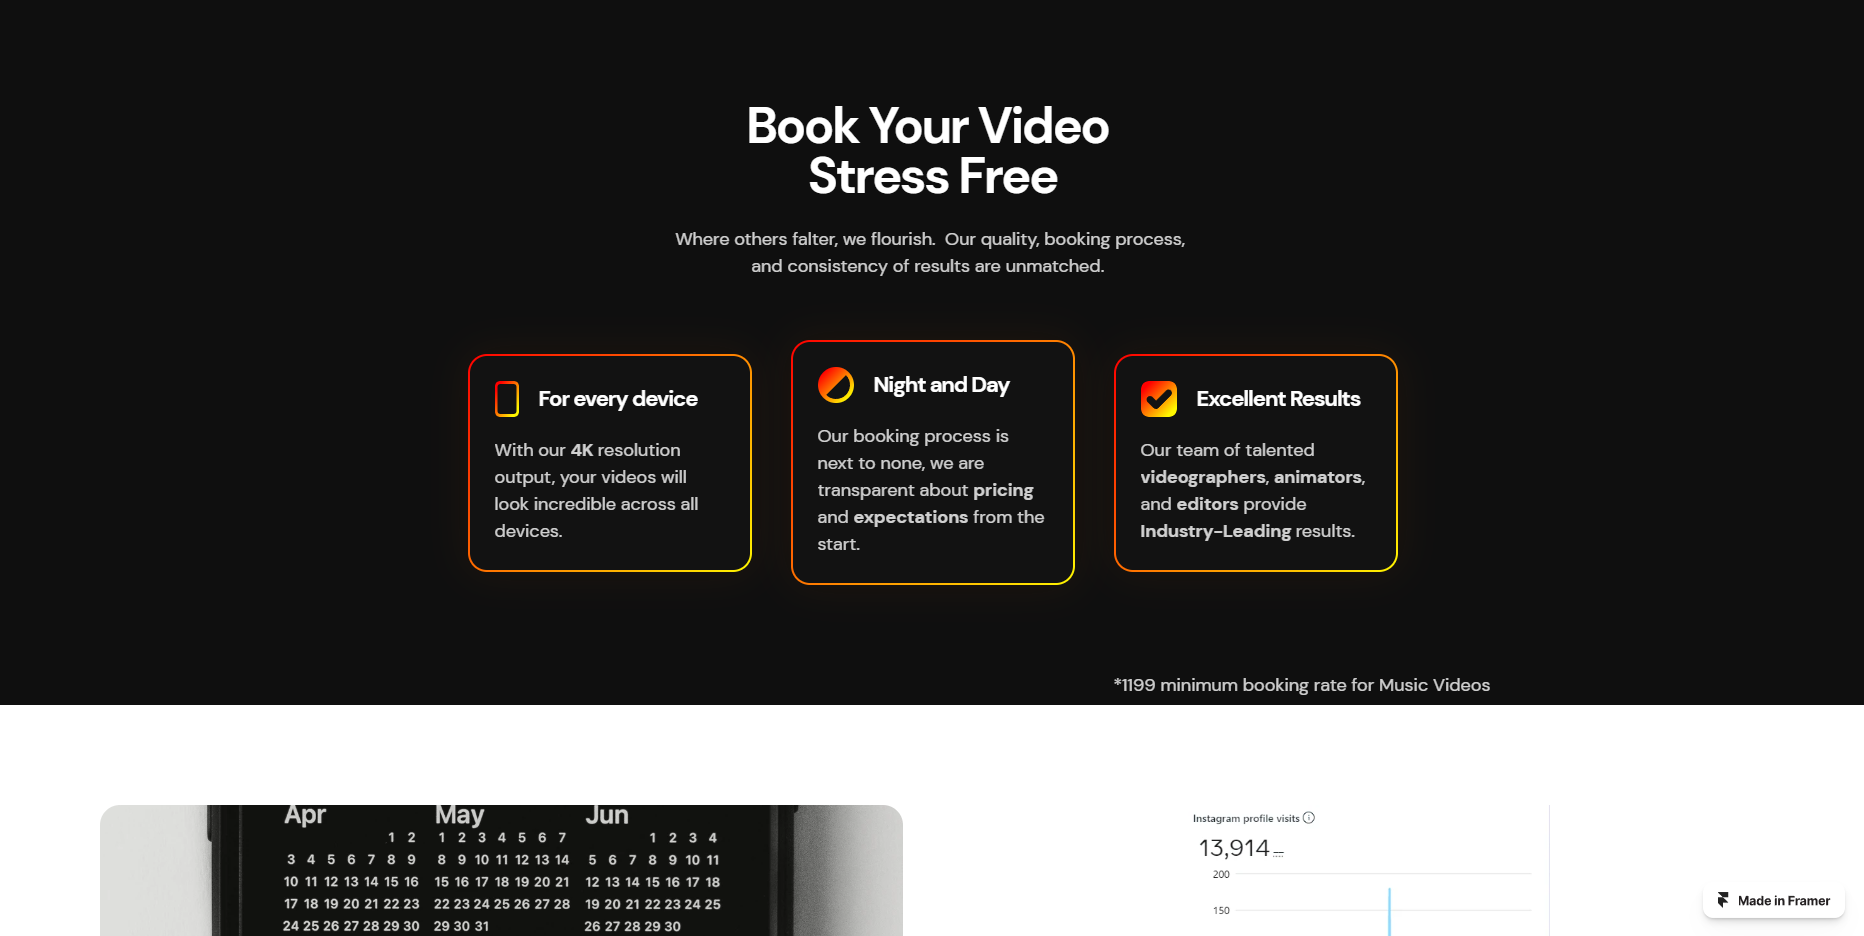 Book Your Video
Stress Free
Where others falter, we flourish.  Our quality, booking process,
and consistency of results are unmatched.
For every device
With our 4K resolution
output, your videos will
look incredible across all
devices.
Night and Day
Our booking process is
next to none, we are
transparent about pricing
and expectations from the
start.
Excellent Results
Our team of talented
videographers, animators,
and editors provide
Industry-Leading results.
*1199 minimum booking rate for Music Videos
Apr
1 2
3 4 5 6 7 8 9
10 11 12 13 14 15 16
17 18 19 20 21 22 23
24 25 26 27 28 29 30
May
1 2 3 4 5 6 7
8 9 10 11 12 13 14
15 16 17 18 19 20 21
22 23 24 25 26 27 28
29 30 31
Jun
1 2 3 4
5 6 7 8 9 10 11
12 13 14 15 16 17 18
19 20 21 22 23 24 25
26 27 28 29 30
Instagram profile visits
13,914 --
200
150
Made in Framer